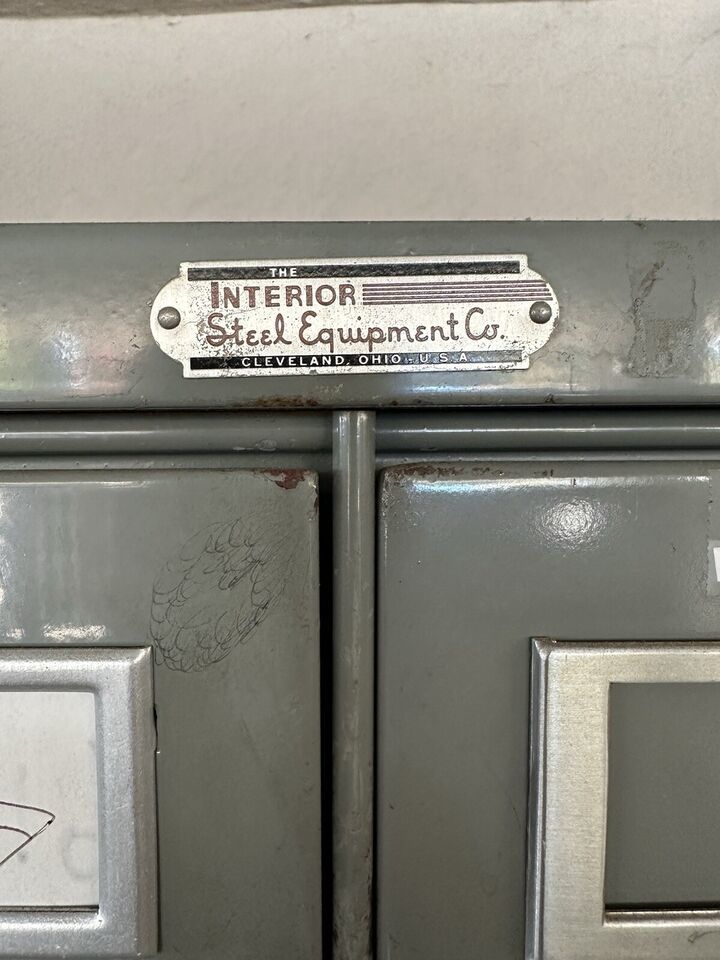 THE
INTERIOR
Steel Equipment Co.
CLEVELAND, OHIO - U.S.A.